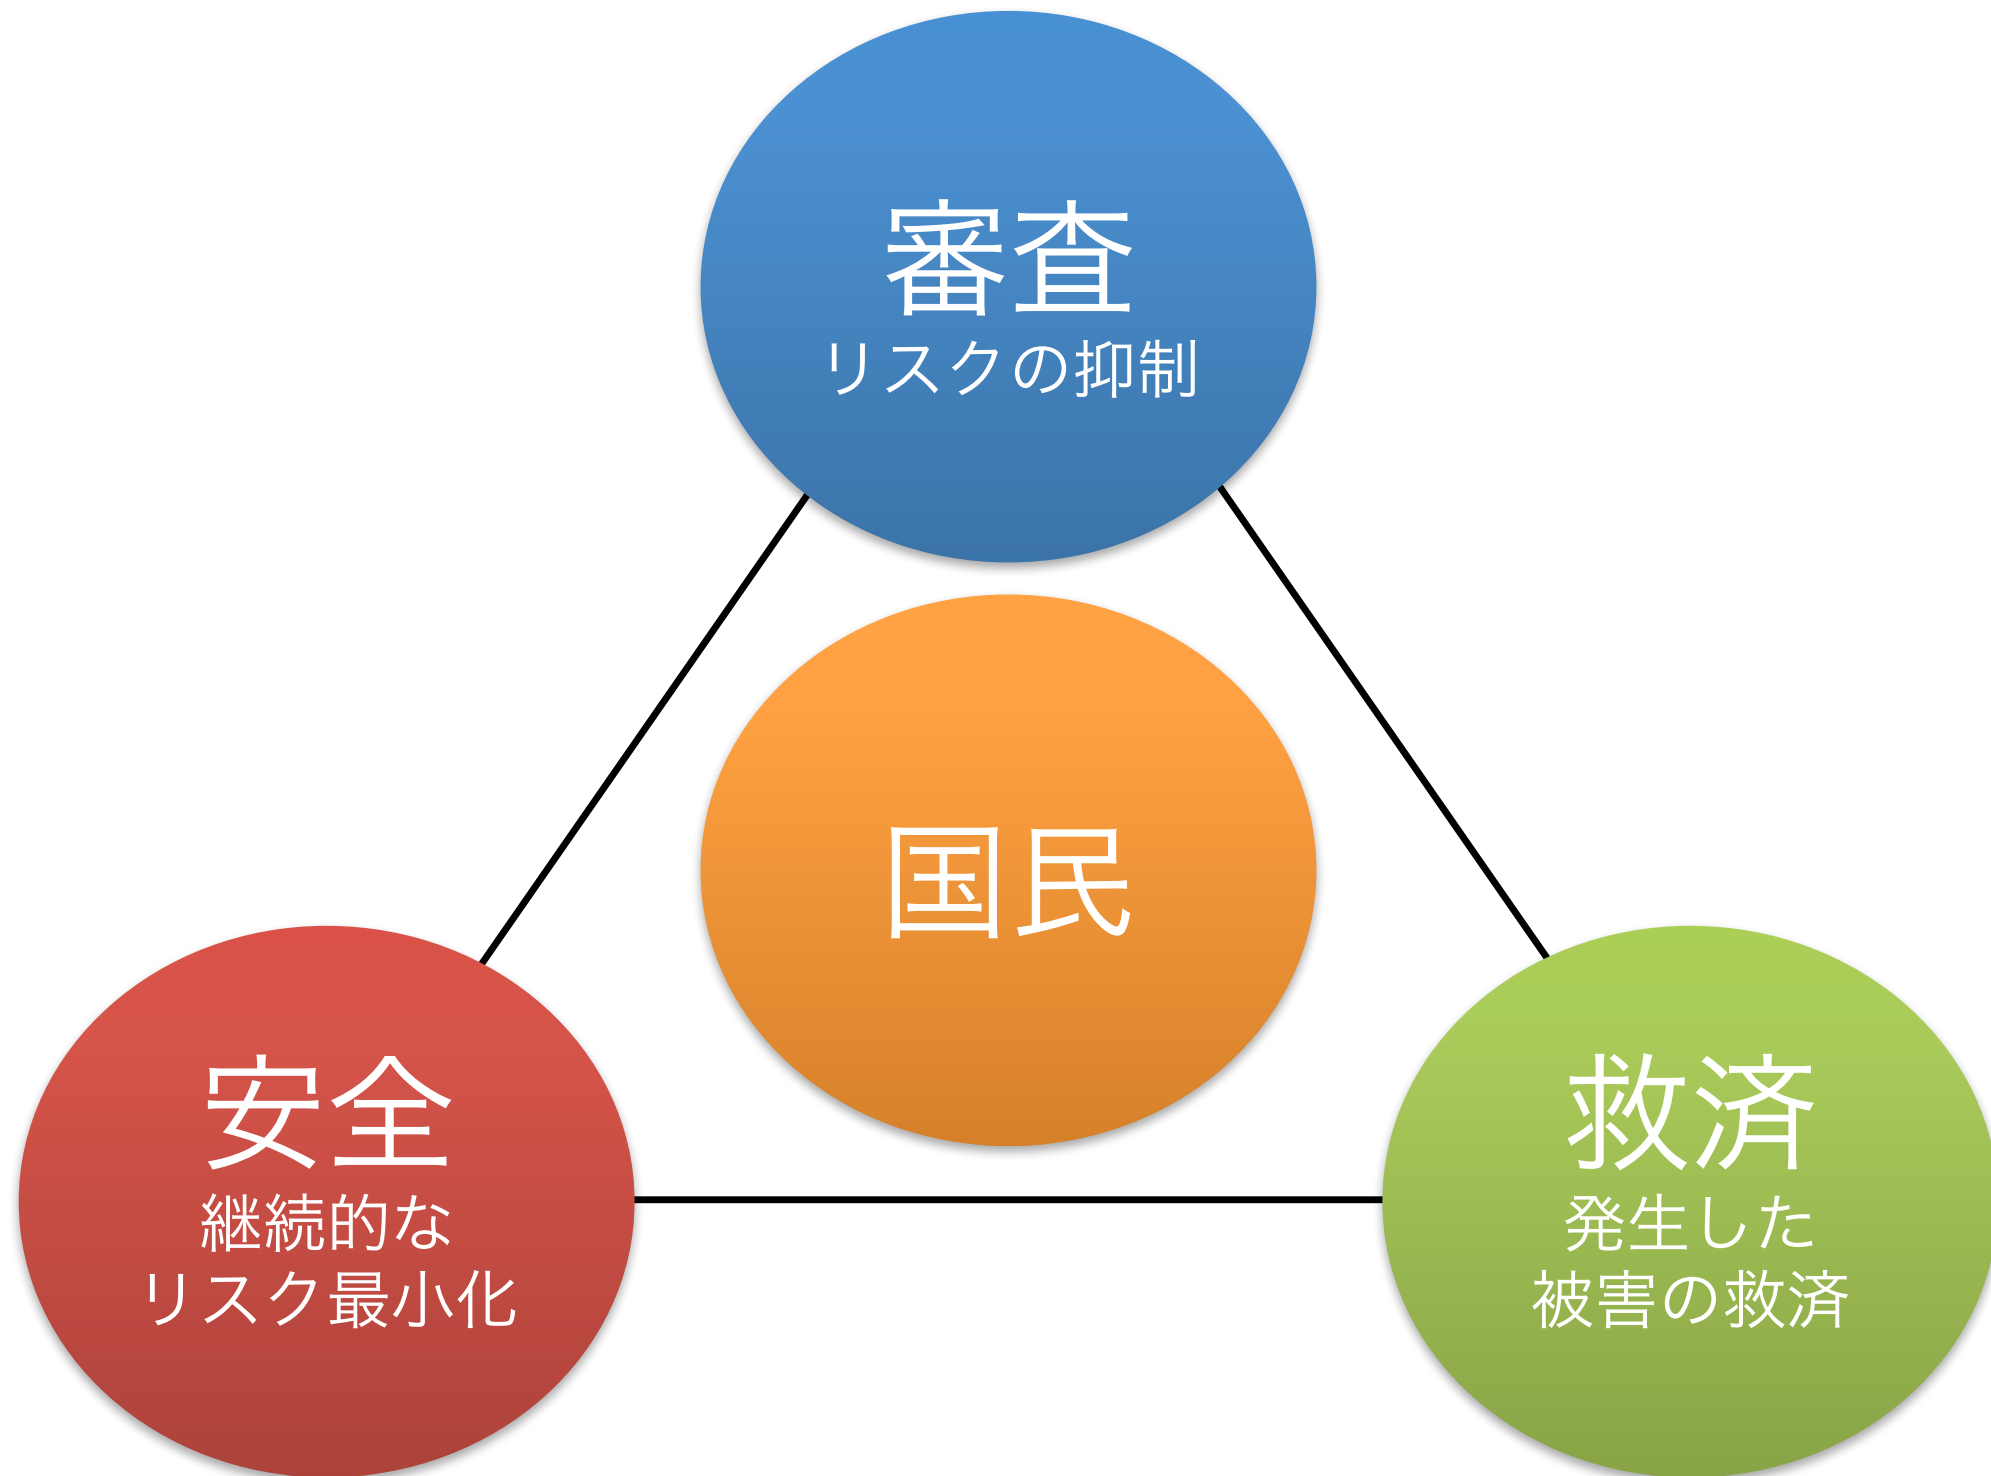 審査
リスクの抑制
国民
安全
継続的な
リスク最小化
救済
発生した
被害の救済